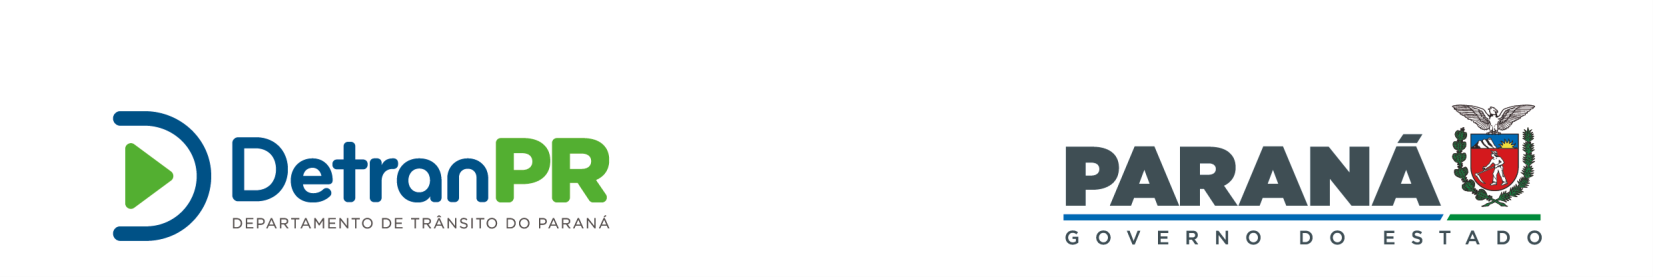 DetranPR
DEPARTAMENTO DE TRÂNSITO DO PARANÁ
PARANÁ
GOVERNO DO ESTADO